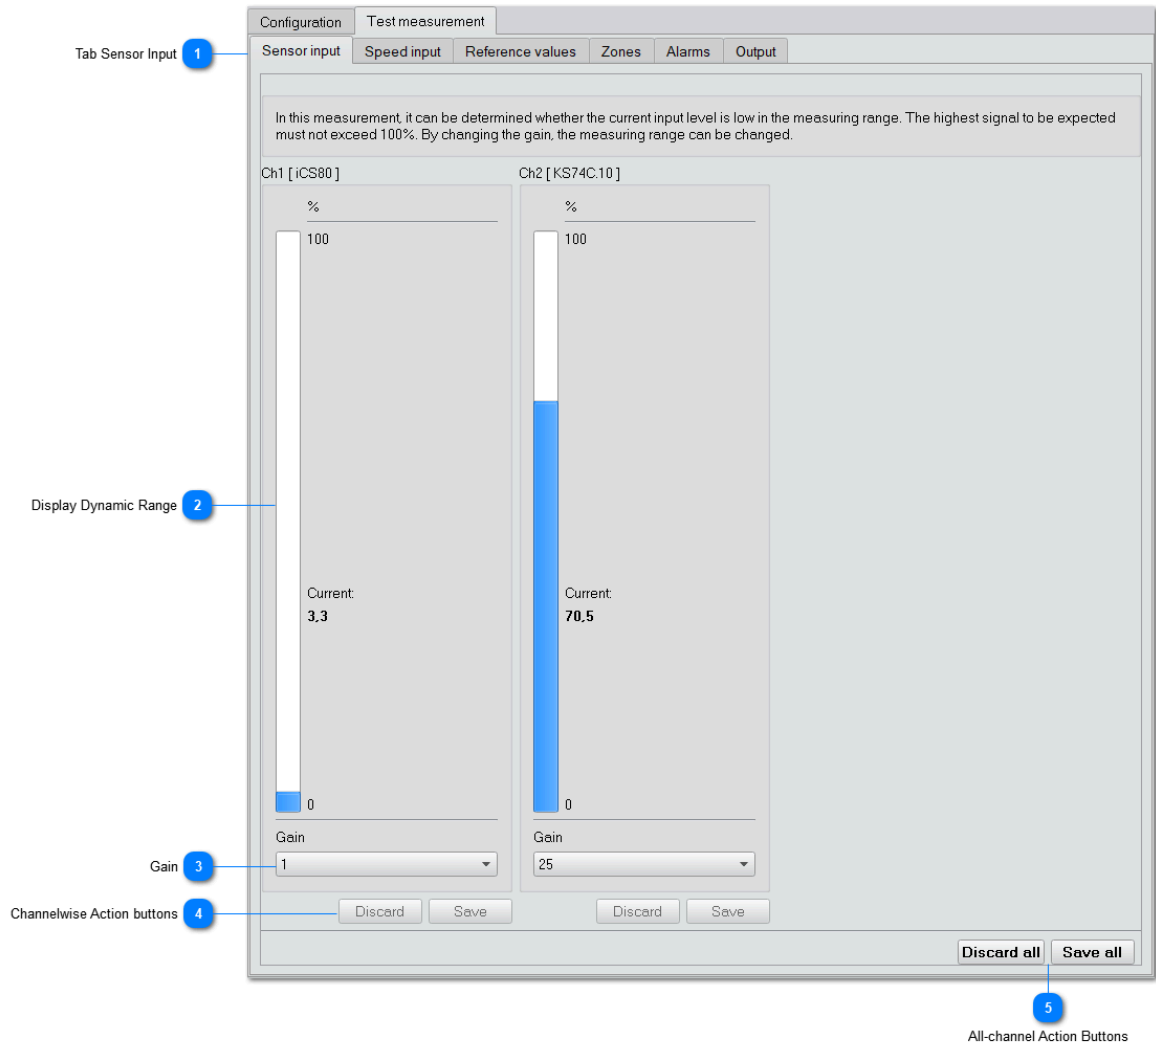 Configuration Test measurement
Tab Sensor Input 1 Sensor input Speed input Reference values Zones Alarms Output
In this measurement, it can be determined whether the current input level is low in the measuring range. The highest signal to be expected
must not exceed 100%. By changing the gain, the measuring range can be changed.
Ch1 [ iCS80 ] Ch2 [ KS74C.10 ]
% %
100 100
Display Dynamic Range 2
Current: Current:
3,3 70,5
0 0
Gain Gain
Gain 3 1 25
Channelwise Action buttons 4 Discard Save Discard Save
Discard all Save all
5
All-channel Action Buttons